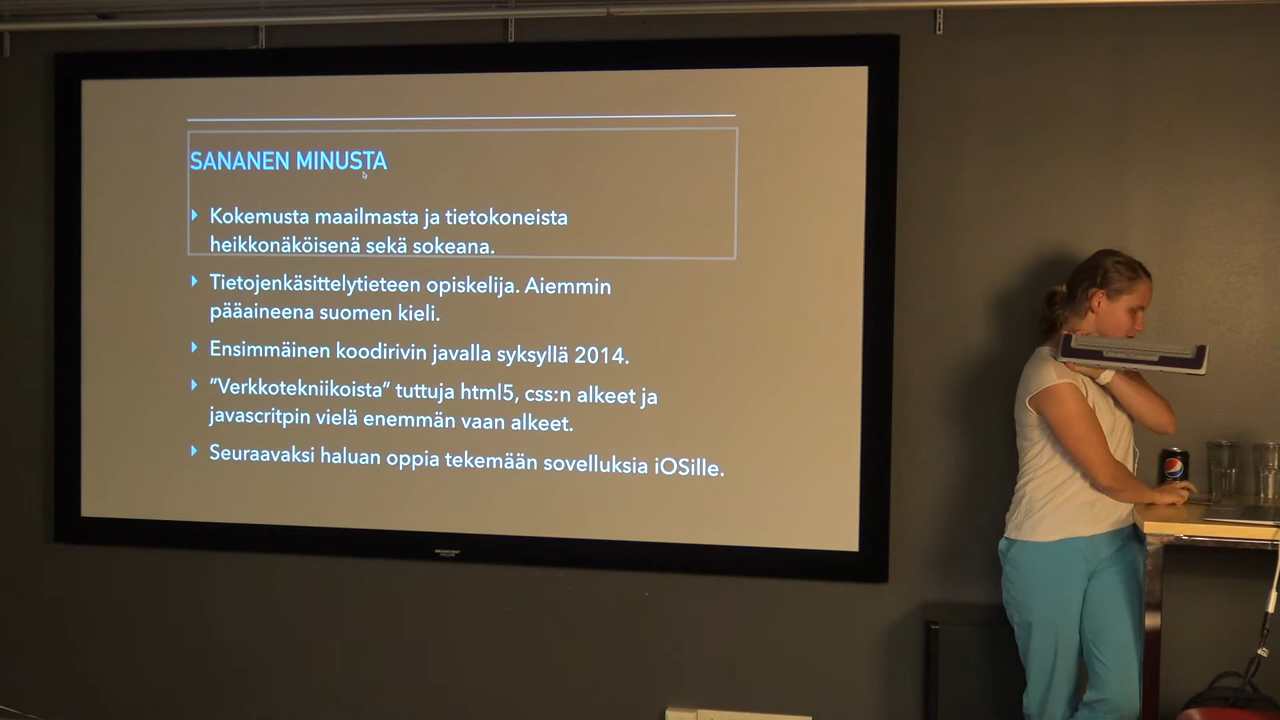 SANANEN MINUSTA
Kokemusta maailmasta ja tietokoneista
heikkonäköisenä sekä sokeana.
Tietojenkäsittelytieteen opiskelija. Aiemmin
pääaineena suomen kieli.
Ensimmäinen koodirivin javalla syksyllä 2014.
”Verkkotekniikoista” tuttuja html5, css:n alkeet ja
javascritpin vielä enemmän vaan alkeet.
Seuraavaksi haluan oppia tekemään sovelluksia iOSille.